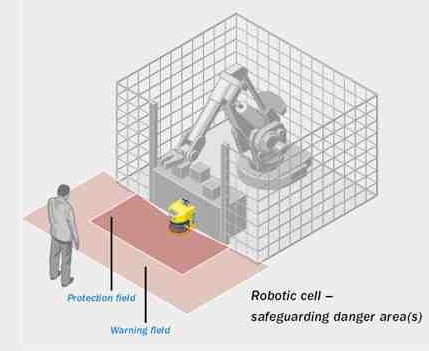 Protection field
Warning field
Robotic cell –
safeguarding danger area(s)